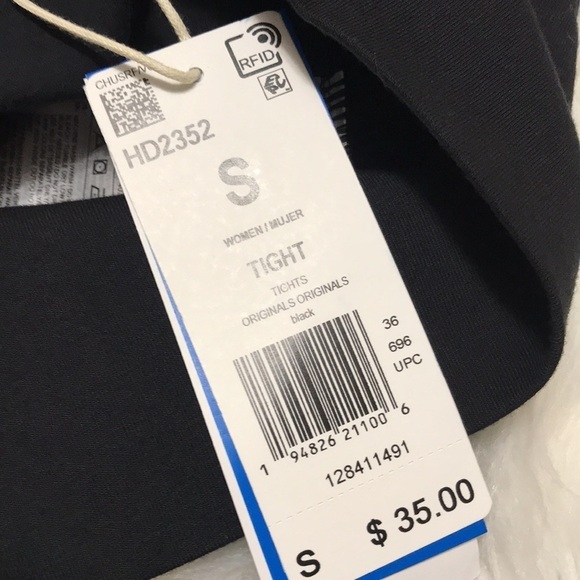 RFID
HD2352
S
WOMEN / MUJER
TIGHT
TIGHTS
ORIGINALS ORIGINALS
black
36
696
UPC
1 94826 21100 6
128411491
S $ 35.00